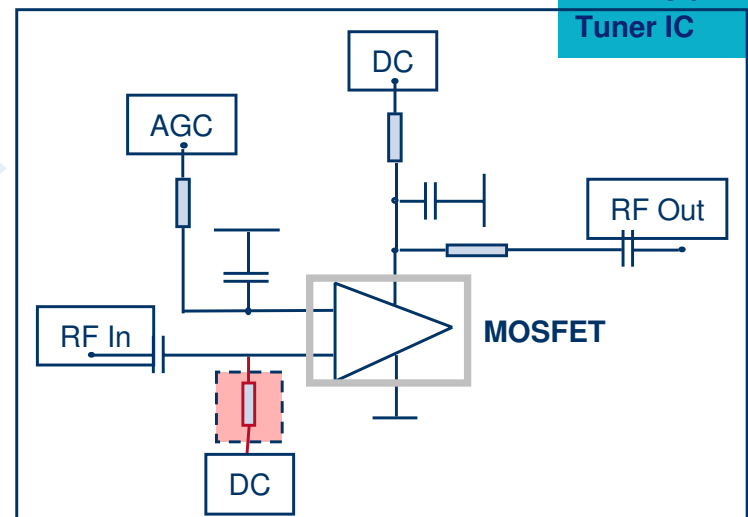 Tuner IC
DC
AGC
RF Out
RF In
MOSFET
DC